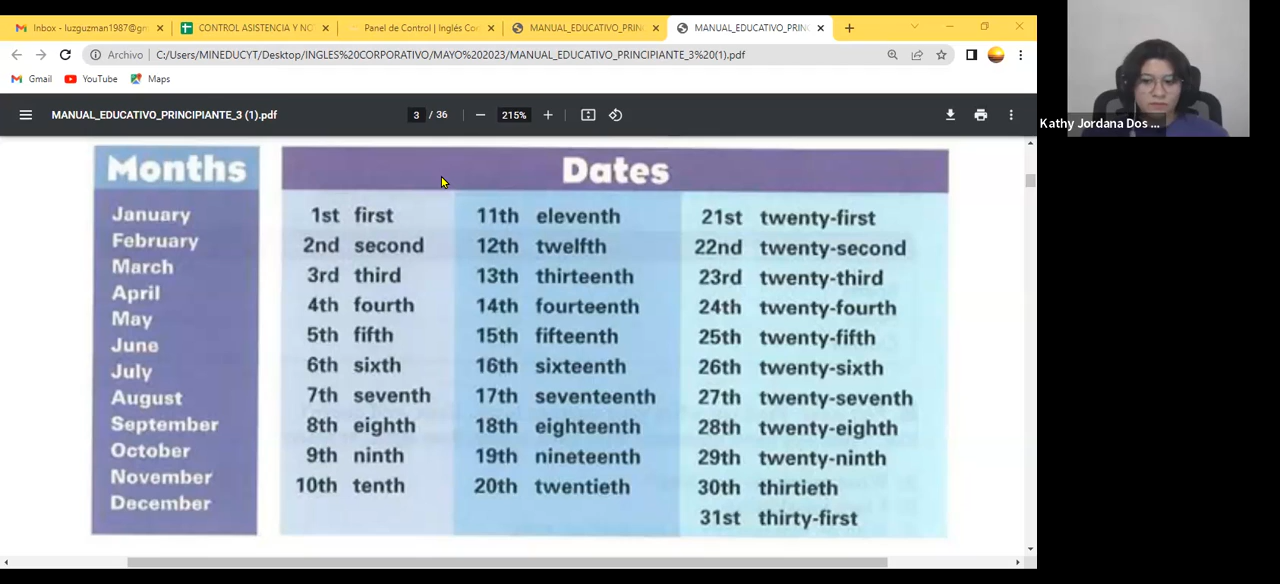 Inbox - luzguzman1987@gm
CONTROL ASISTENCIA Y NO
Panel de Control | Inglés Cor
MANUAL_EDUCATIVO_PRINC
MANUAL_EDUCATIVO_PRINC
Archivo
C:/Users/MINEDUCYT/Desktop/INGLES%20CORPORATIVO/MAYO%202023/MANUAL_EDUCATIVO_PRINCIPIANTE_3%20(1).pdf
Gmail
YouTube
Maps
MANUAL_EDUCATIVO_PRINCIPIANTE_3 (1).pdf
3 / 36
215%
Kathy Jordana Dos ...
Months
January
February
March
April
May
June
July
August
September
October
November
December
Dates
1st first
2nd second
3rd third
4th fourth
5th fifth
6th sixth
7th seventh
8th eighth
9th ninth
10th tenth
11th eleventh
12th twelfth
13th thirteenth
14th fourteenth
15th fifteenth
16th sixteenth
17th seventeenth
18th eighteenth
19th nineteenth
20th twentieth
21st twenty-first
22nd twenty-second
23rd twenty-third
24th twenty-fourth
25th twenty-fifth
26th twenty-sixth
27th twenty-seventh
28th twenty-eighth
29th twenty-ninth
30th thirtieth
31st thirty-first